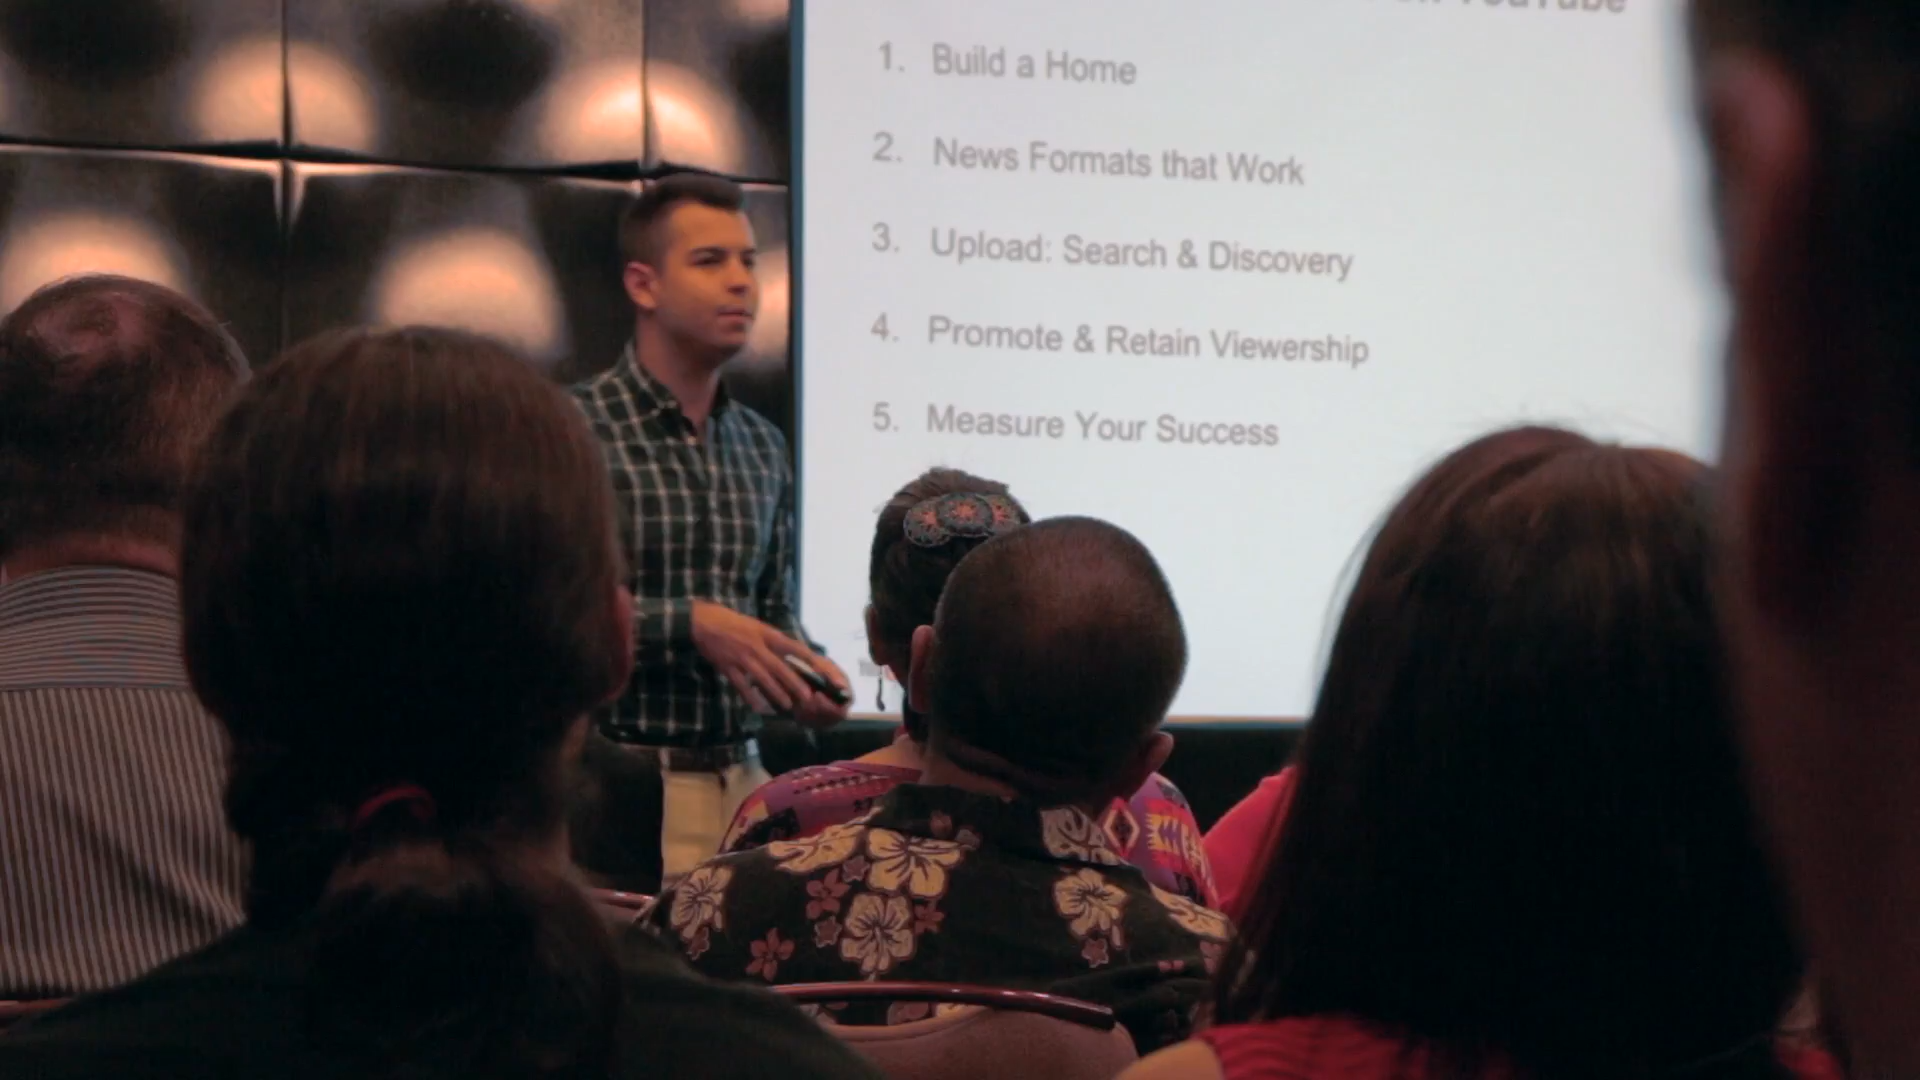 YouTube
1. Build a Home
2. News Formats that Work
3. Upload: Search & Discovery
4. Promote & Retain Viewership
5. Measure Your Success